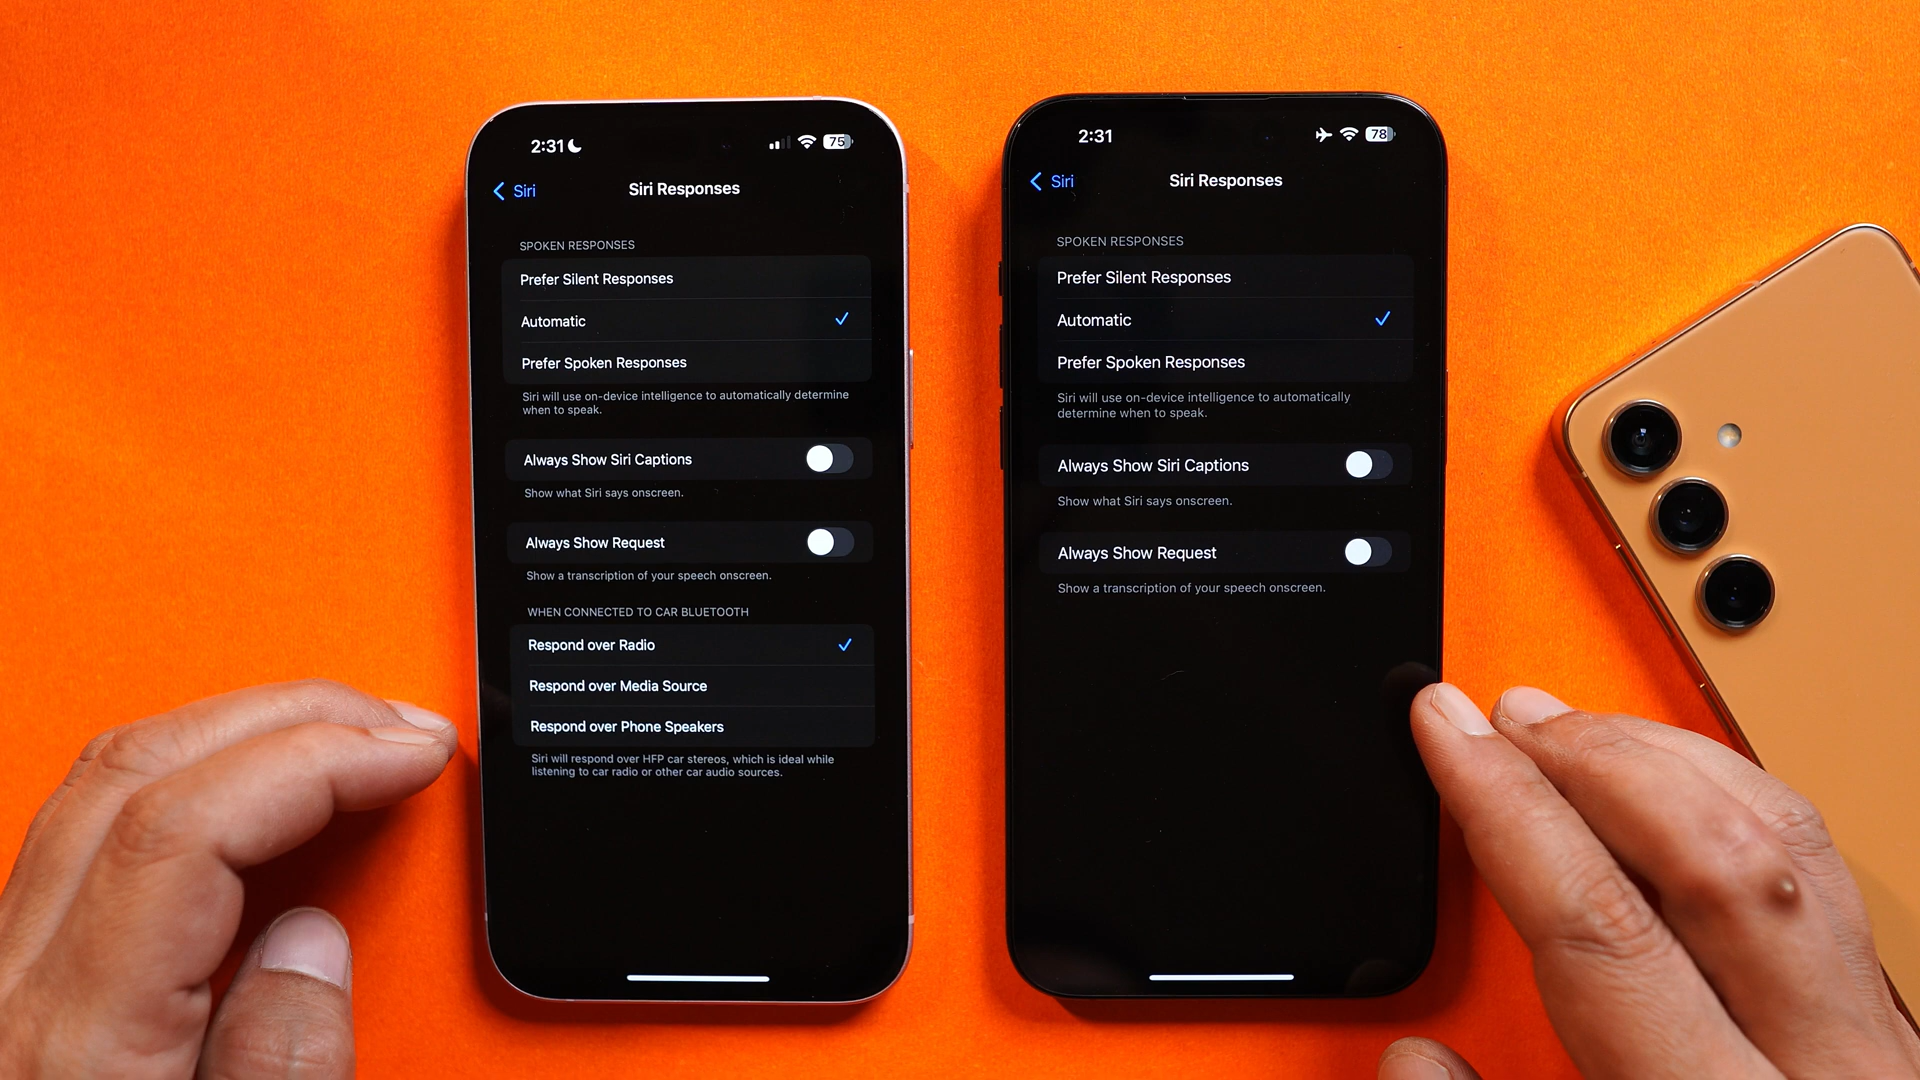 2:31
75
Siri
Siri Responses
SPOKEN RESPONSES
Prefer Silent Responses
Automatic
Prefer Spoken Responses
Siri will use on-device intelligence to automatically determine
when to speak.
Always Show Siri Captions
Show what Siri says onscreen.
Always Show Request
Show a transcription of your speech onscreen.
WHEN CONNECTED TO CAR BLUETOOTH
Respond over Radio
Respond over Media Source
Respond over Phone Speakers
Siri will respond over HFP car stereos, which is ideal while
listening to car radio or other car audio sources.
2:31
78
Siri
Siri Responses
SPOKEN RESPONSES
Prefer Silent Responses
Automatic
Prefer Spoken Responses
Siri will use on-device intelligence to automatically
determine when to speak.
Always Show Siri Captions
Show what Siri says onscreen.
Always Show Request
Show a transcription of your speech onscreen.